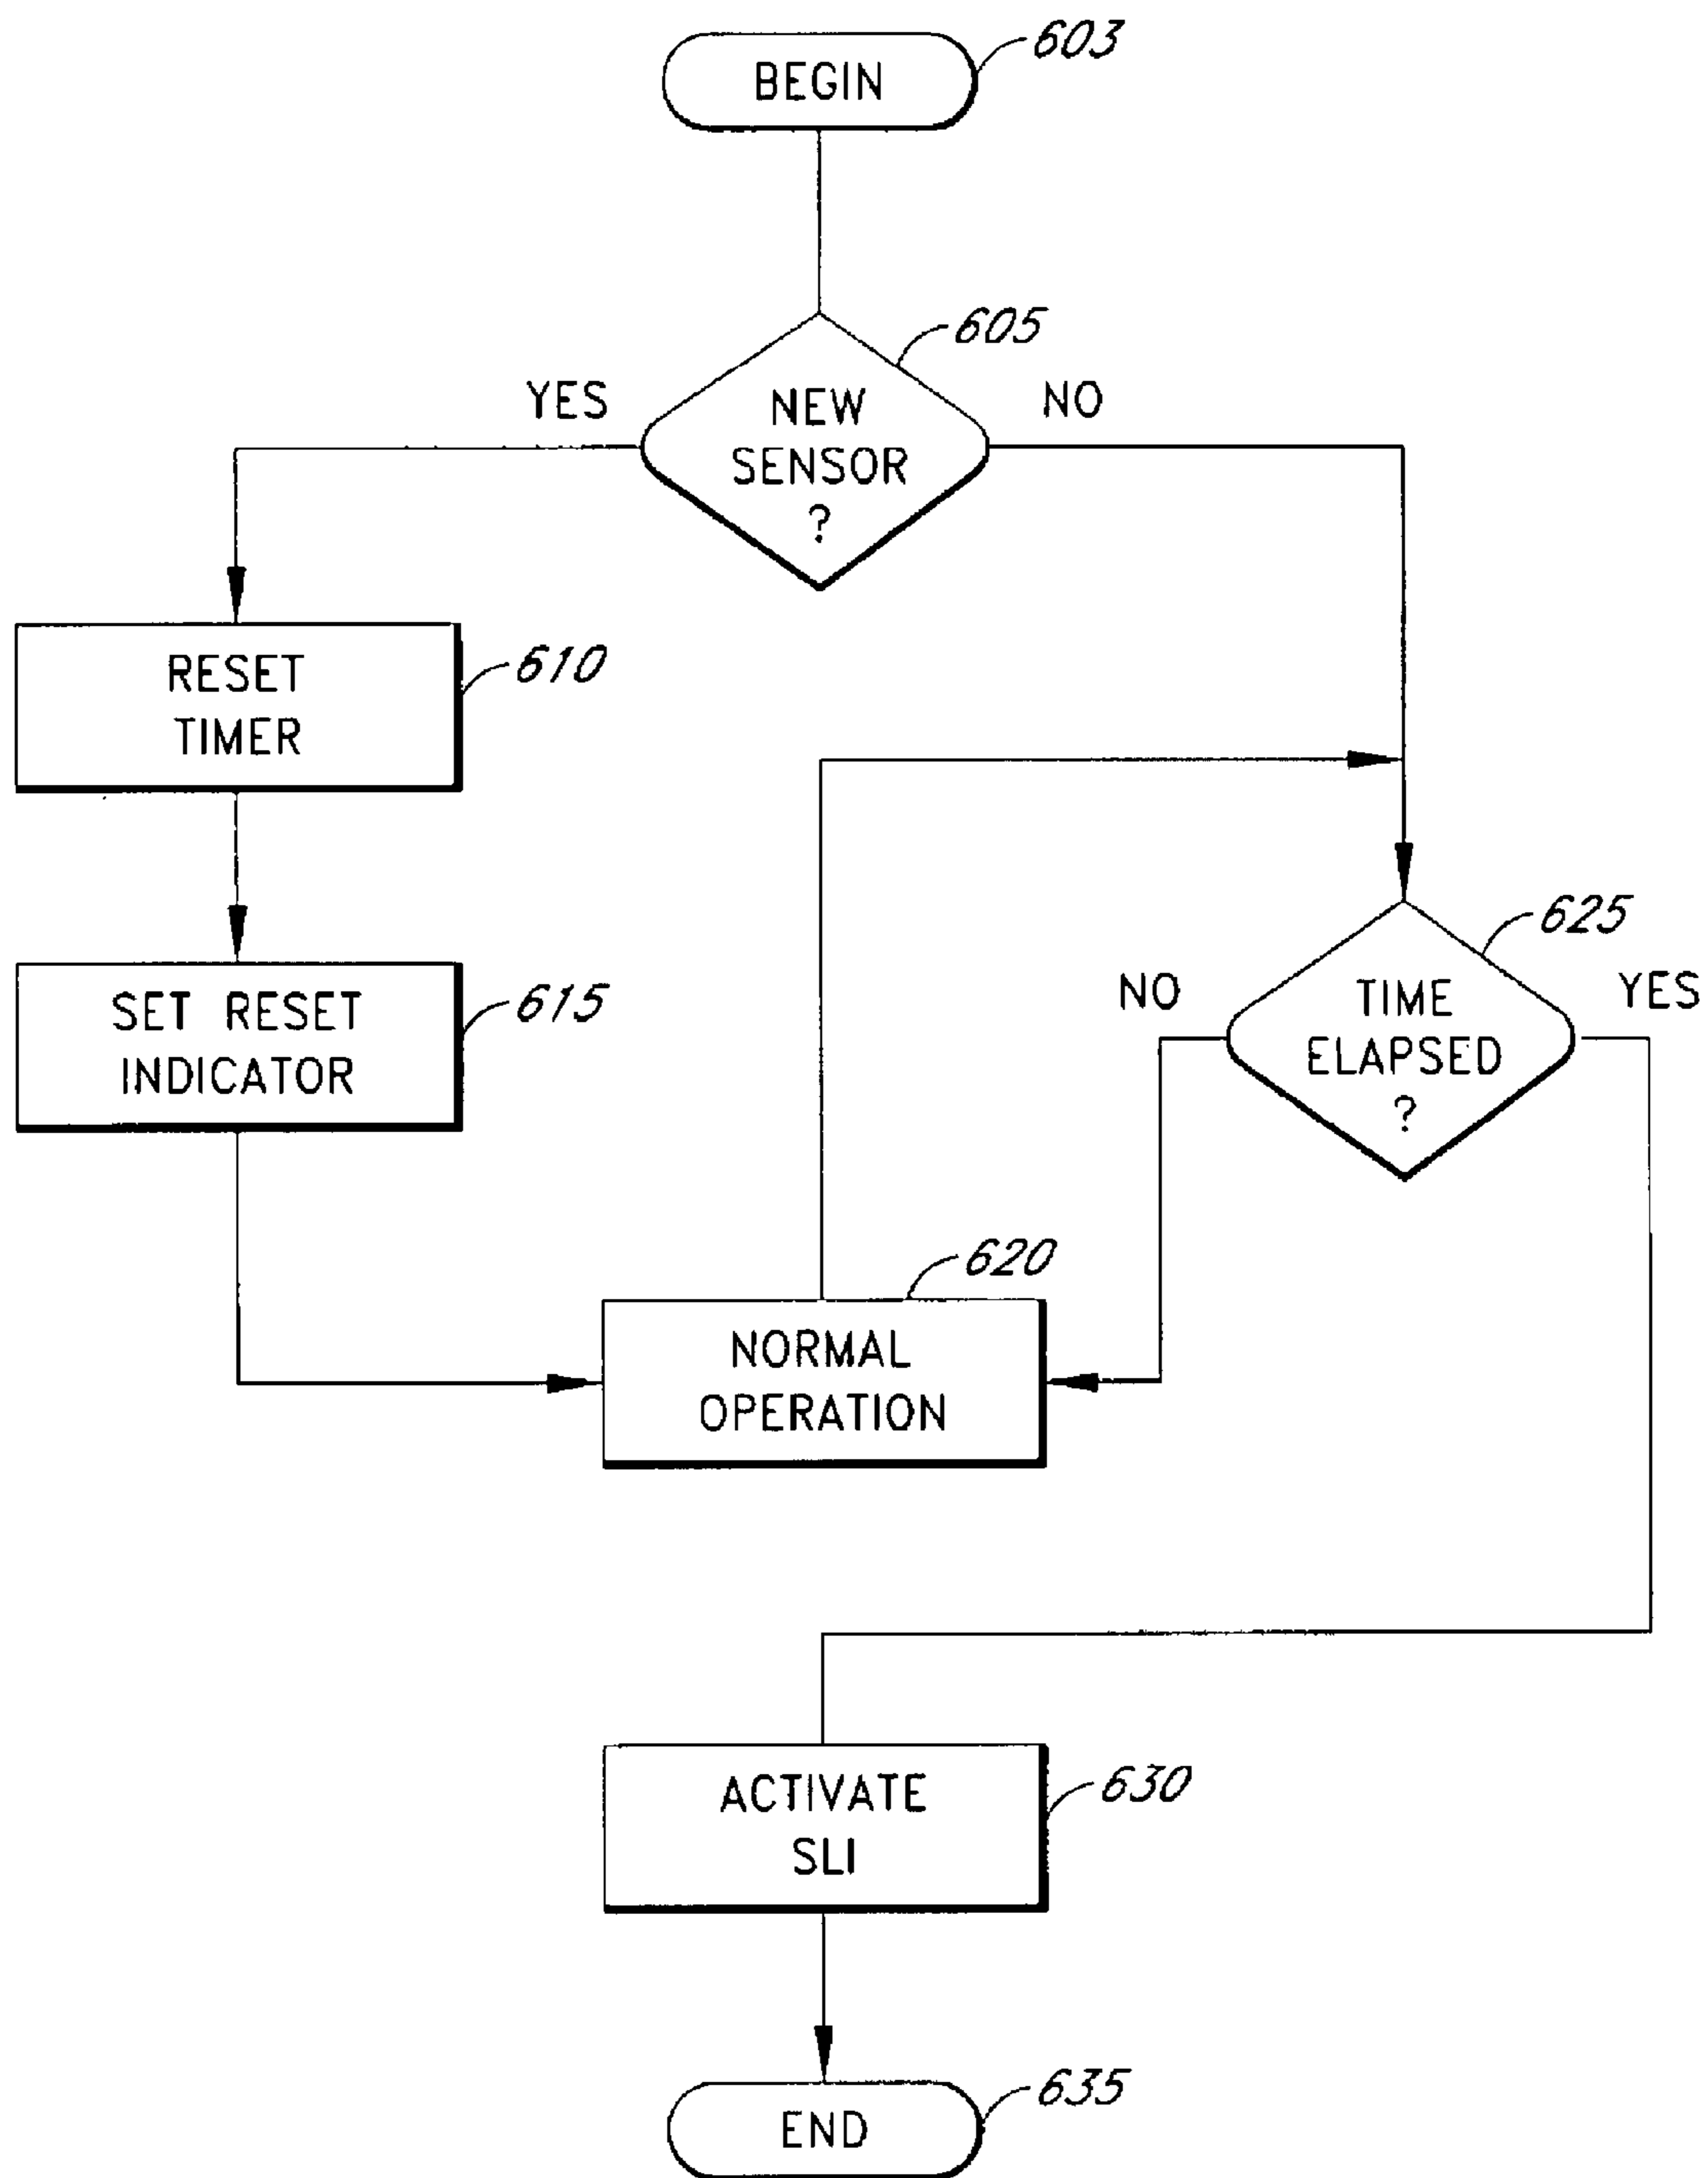 BEGIN
603
605
YES
NEW
SENSOR
?
NO
RESET
TIMER
610
625
NO
TIME
ELAPSED
?
YES
SET RESET
INDICATOR
615
620
NORMAL
OPERATION
ACTIVATE
SLI
630
END
635